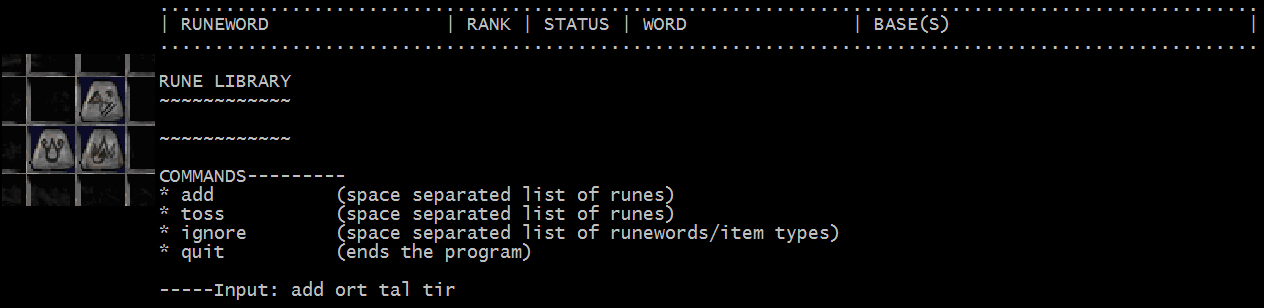 | RUNEWORD | RANK | STATUS | WORD | BASE(S) |
RUNE LIBRARY
~~~~~~~~~~~~
~~~~~~~~~~~~
COMMANDS---------
* add (space separated list of runes)
* toss (space separated list of runes)
* ignore (space separated list of runewords/item types)
* quit (ends the program)
-----Input: add ort tal tir